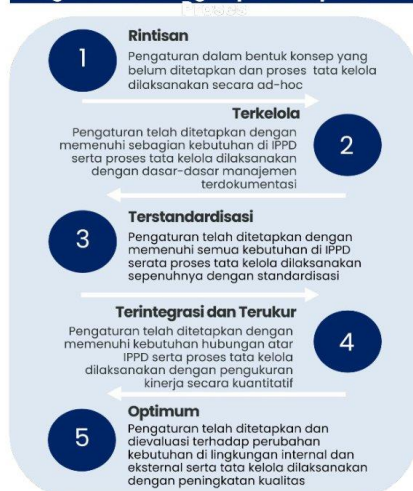 1
Rintisan
Pengaturan dalam bentuk konsep yang
belum ditetapkan dan proses tata kelola
dilaksanakan secara ad-hoc
Terkelola
Pengaturan telah ditetapkan dengan
memenuhi sebagian kebutuhan di IPPD
serta proses tata kelola dilaksanakan
dengan dasar-dasar manajemen
terdokumentasi
2
3
Terstandardisasi
Pengaturan telah ditetapkan dengan
memenuhi semua kebutuhan di IPPD
serata proses tata kelola dilaksanakan
sepenuhnya dengan standardisasi
Terintegrasi dan Terukur
Pengaturan telah ditetapkan dengan
memenuhi kebutuhan hubungan atar
IPPD serta proses tata kelola
dilaksanakan dengan pengukuran
kinerja secara kuantitatif
4
5
Optimum
Pengaturan telah ditetapkan dan
dievaluasi terhadap perubahan
kebutuhan di lingkungan internal dan
eksternal serta tata kelola dilaksanakan
dengan peningkatan kualitas